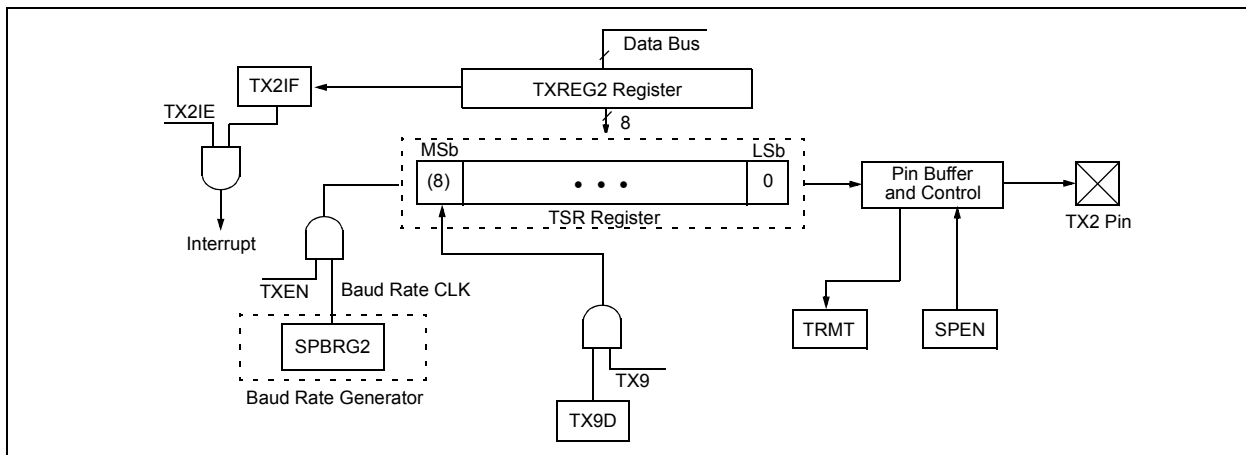 Data Bus
TX2IF
TXREG2 Register
TX2IE
8
MSb
LSb
(8)
• • •
0
Pin Buffer
and Control
TSR Register
TX2 Pin
Interrupt
TXEN
Baud Rate CLK
TRMT
SPEN
SPBRG2
TX9
Baud Rate Generator
TX9D